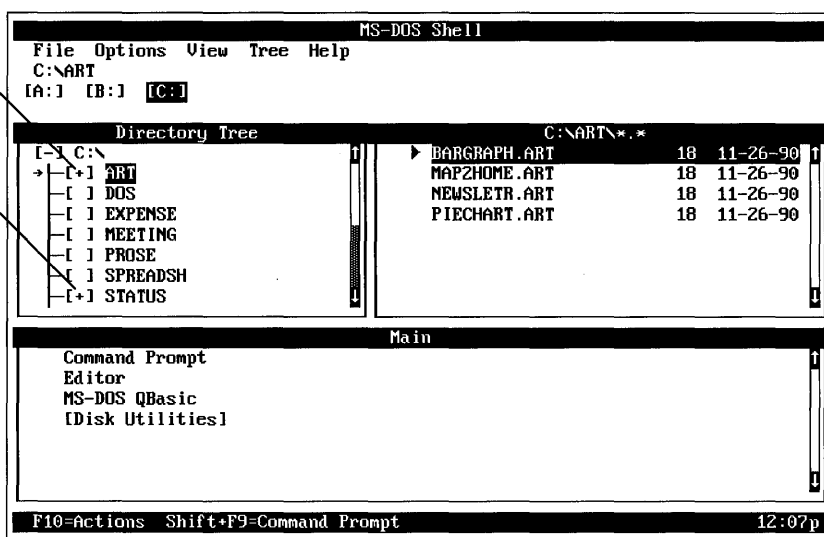 MS-DOS Shell
File Options View Tree Help
C:\ART
[A:] [B:] [C:]
Directory Tree
[-] C:\
[+] ART
[ ] DOS
[ ] EXPENSE
[ ] MEETING
[ ] PROSE
[ ] SPREADSH
[+] STATUS
C:\ART\*.*
BARGRAPH.ART 18 11-26-90
MAP2HOME.ART 18 11-26-90
NEWSLETR.ART 18 11-26-90
PIECHART.ART 18 11-26-90
Main
Command Prompt
Editor
MS-DOS QBasic
[Disk Utilities]
F10=Actions Shift+F9=Command Prompt 12:07p